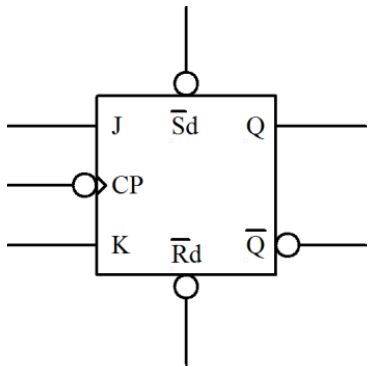 J S̅d Q
CP
K R̅d Q̅